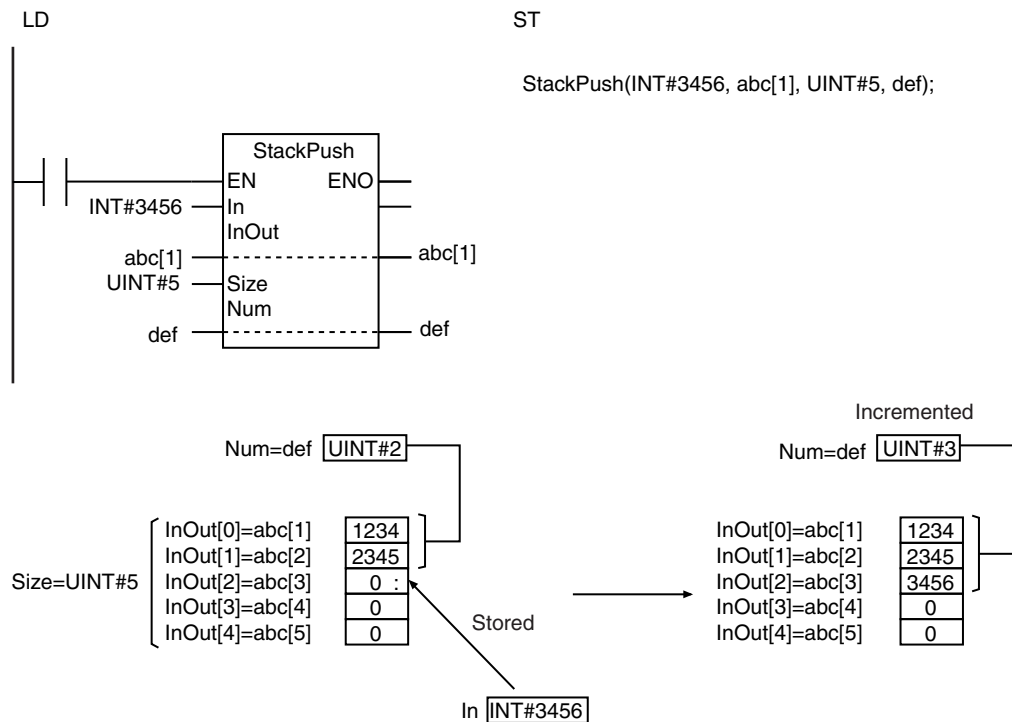 LD
ST
StackPush(INT#3456, abc[1], UINT#5, def);
StackPush
EN ENO
INT#3456 In
InOut
abc[1] abc[1]
UINT#5 Size
Num
def def
Incremented
Num=def UINT#2
Num=def UINT#3
Size=UINT#5
InOut[0]=abc[1] 1234
InOut[1]=abc[2] 2345
InOut[2]=abc[3] 0 :
InOut[3]=abc[4] 0
InOut[4]=abc[5] 0
Stored
In INT#3456
InOut[0]=abc[1] 1234
InOut[1]=abc[2] 2345
InOut[2]=abc[3] 3456
InOut[3]=abc[4] 0
InOut[4]=abc[5] 0